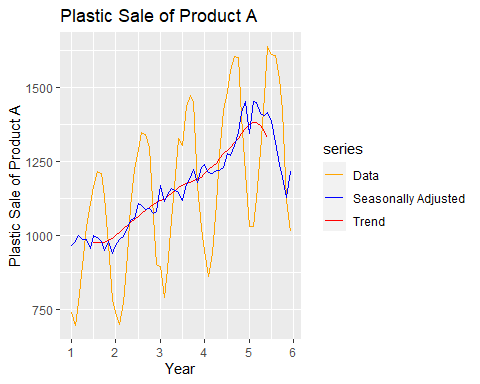 Plastic Sale of Product A
Plastic Sale of Product A
1500
1250
1000
750
1 2 3 4 5 6
Year
series
Data
Seasonally Adjusted
Trend